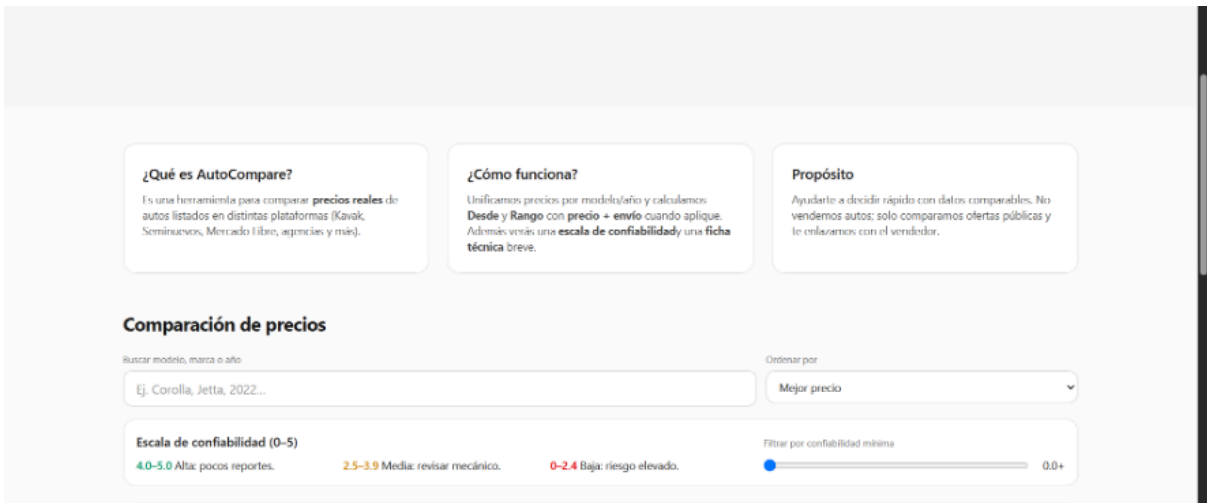 ¿Qué es AutoCompare?
Es una herramienta para comparar precios reales de
autos listados en distintas plataformas (Kavak,
Seminuevos, Mercado Libre, agencias y más).
¿Cómo funciona?
Unificamos precios por modelo/año y calculamos
Desde y Rango con precio + envío cuando aplique.
Además verás una escala de confiabilidady una ficha
técnica breve.
Propósito
Ayudarte a decidir rápido con datos comparables. No
vendemos autos; solo comparamos ofertas públicas y
te enlazamos con el vendedor.
Comparación de precios
Buscar modelo, marca o año
Ordenar por
Ej. Corolla, Jetta, 2022...
Mejor precio
Escala de confiabilidad (0–5)
Filtrar por confiabilidad mínima
4.0–5.0 Alta: pocos reportes.
2.5–3.9 Media: revisar mecánico.
0–2.4 Baja: riesgo elevado.
0.0+